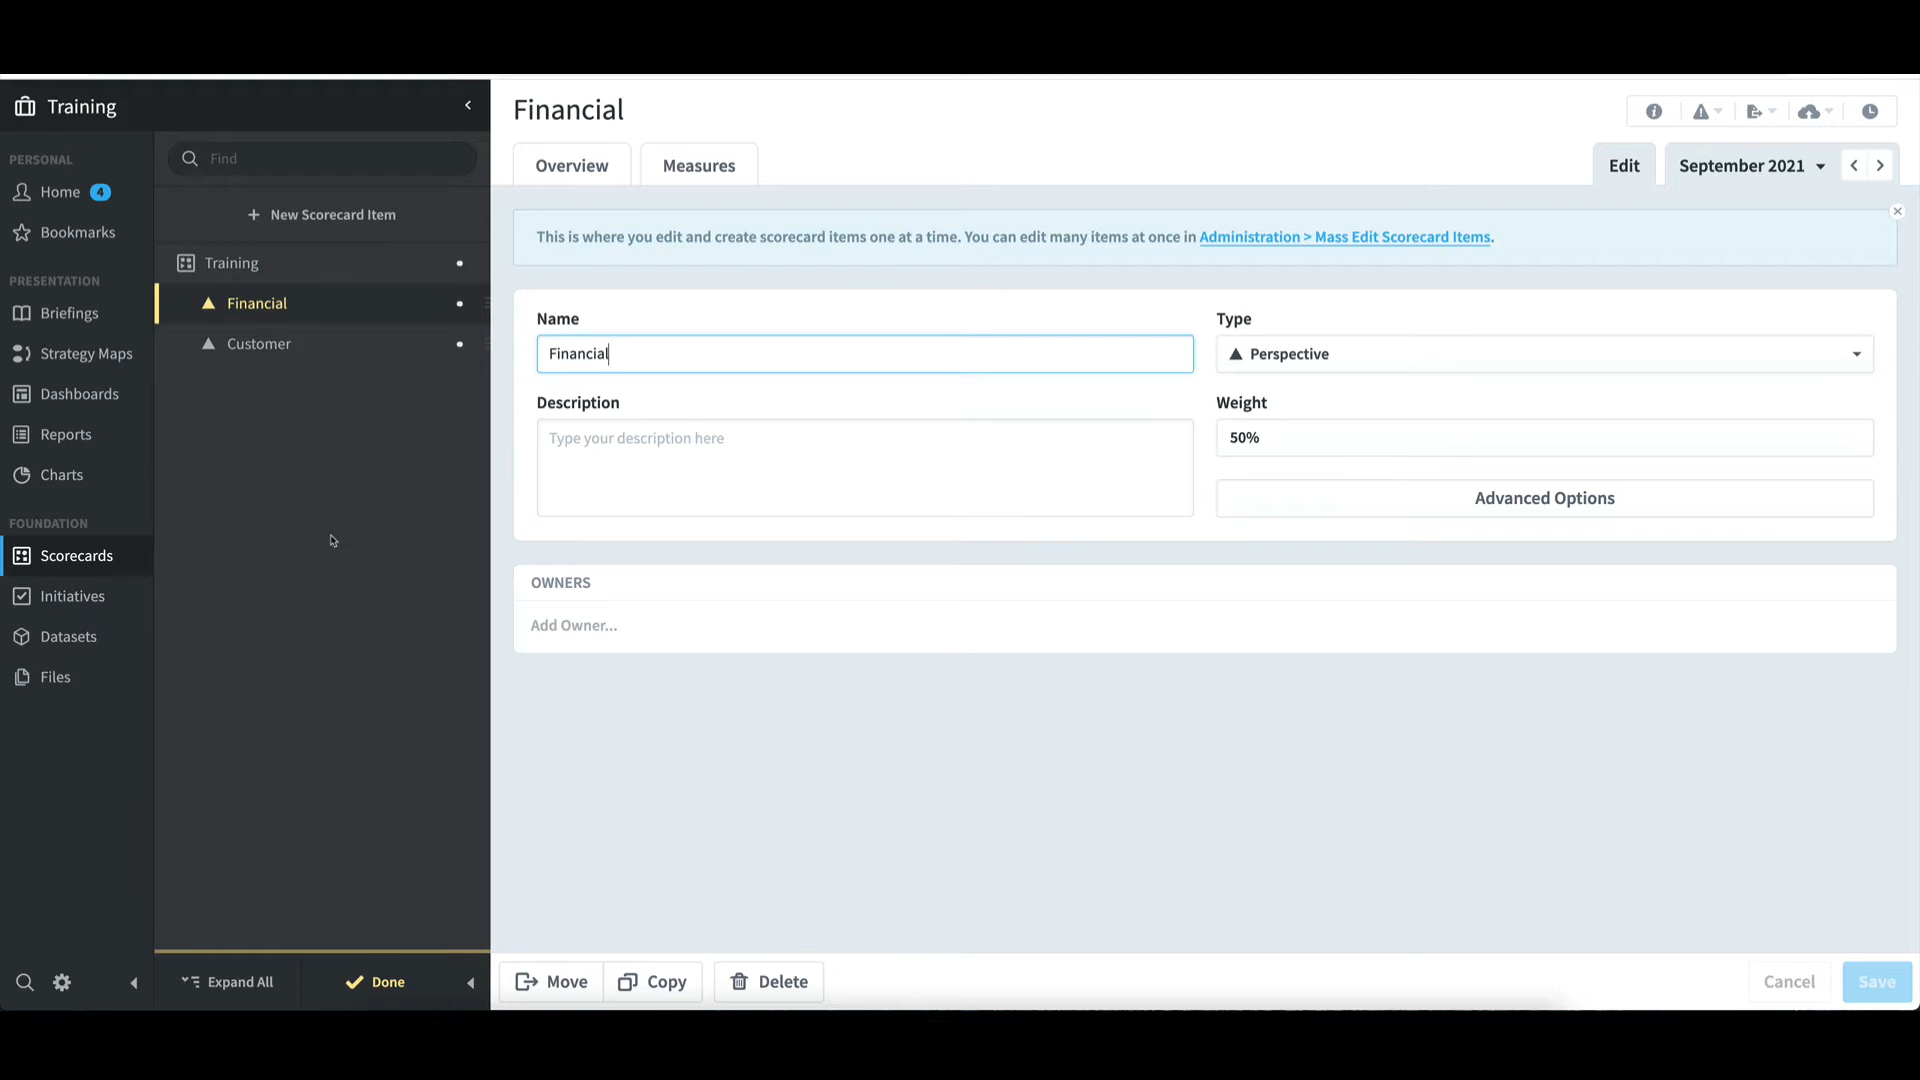 Training
PERSONAL
Home 4
Bookmarks
PRESENTATION
Briefings
Strategy Maps
Dashboards
Reports
Charts
FOUNDATION
Scorecards
Initiatives
Datasets
Files
Find
+ New Scorecard Item
Training
Financial
Customer
Expand All
Done
Financial
Overview
Measures
Edit
September 2021
This is where you edit and create scorecard items one at a time. You can edit many items at once in Administration > Mass Edit Scorecard Items.
Name
Financial
Type
Perspective
Description
Type your description here
Weight
50%
Advanced Options
OWNERS
Add Owner...
Move
Copy
Delete
Cancel
Save